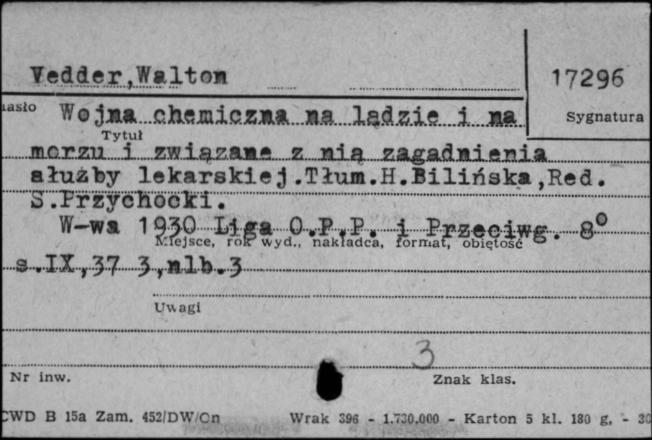 Vedder,Walton
17296
Sygnatura
hasło
Wojna chemiczna na lądzie i na
Tytuł
morzu i związane z nią zagadnienia
służby lekarskiej.Tłum.H.Bilińska,Red.
S.Przychocki.
W-wa 1930 Liga O.P.P. i Przeciwg. 8°
Miejsce, rok wyd., nakładca, format, objętość
s.IX,37 3,nlb.3
Uwagi
3
Nr inw.
Znak klas.
CWD B 15a Zam. 452/DW/Cn Wrak 396 - 1.730.000 - Karton 5 kl. 180 g, - 30